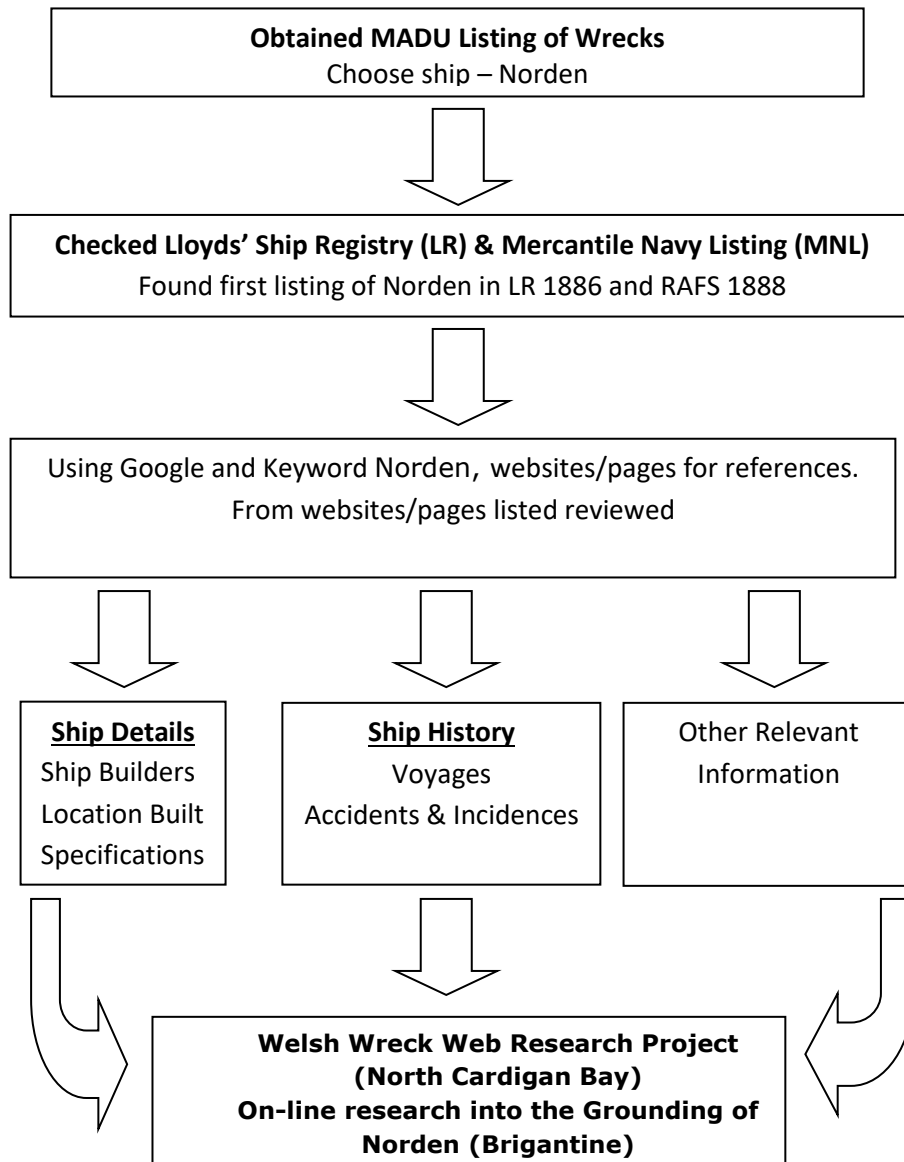 Obtained MADU Listing of Wrecks
Choose ship – Norden
Checked Lloyds’ Ship Registry (LR) & Mercantile Navy Listing (MNL)
Found first listing of Norden in LR 1886 and RAFS 1888
Using Google and Keyword Norden, websites/pages for references.
From websites/pages listed reviewed
Ship Details
Ship Builders
Location Built
Specifications
Ship History
Voyages
Accidents & Incidences
Other Relevant
Information
Welsh Wreck Web Research Project
(North Cardigan Bay)
On-line research into the Grounding of
Norden (Brigantine)